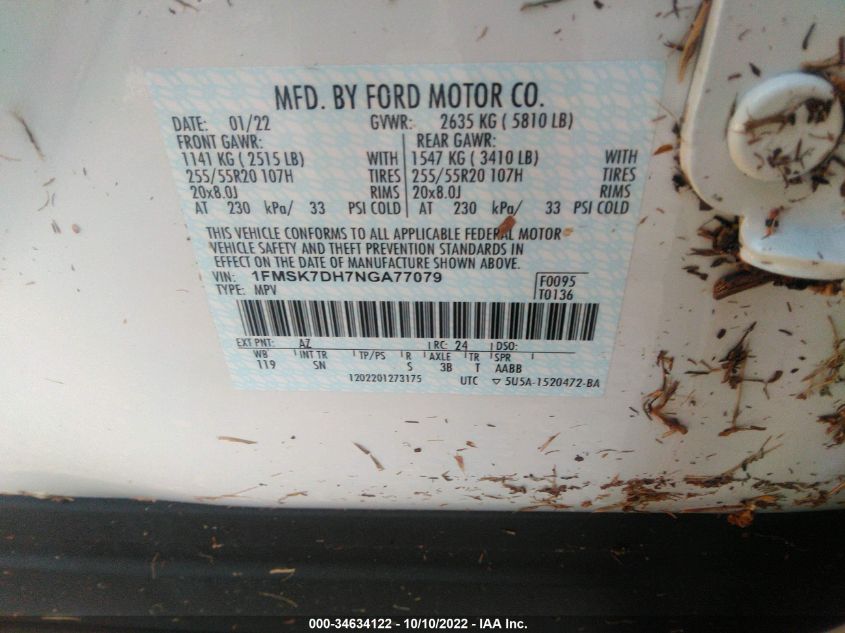 MFD. BY FORD MOTOR CO.
DATE: 01/22 GVWR: 2635 KG ( 5810 LB)
FRONT GAWR: REAR GAWR:
1141 KG ( 2515 LB) WITH 1547 KG ( 3410 LB) WITH
255/55R20 107H TIRES 255/55R20 107H TIRES
20x8.0J RIMS 20x8.0J RIMS
AT 230 kPa/ 33 PSI COLD AT 230 kPa/ 33 PSI COLD
THIS VEHICLE CONFORMS TO ALL APPLICABLE FEDERAL MOTOR
VEHICLE SAFETY AND THEFT PREVENTION STANDARDS IN
EFFECT ON THE DATE OF MANUFACTURE SHOWN ABOVE.
VIN: 1FMSK7DH7NGA77079 F0095
TYPE: MPV T0136
EXT PNT: AZ RC: 24 DSO:
WB INT TR TP/PS R AXLE TR SPR
119 SN S 3B T AABB
1202201273175 UTC ▽ 5U5A-1520472-BA
000-34634122 - 10/10/2022 - IAA Inc.